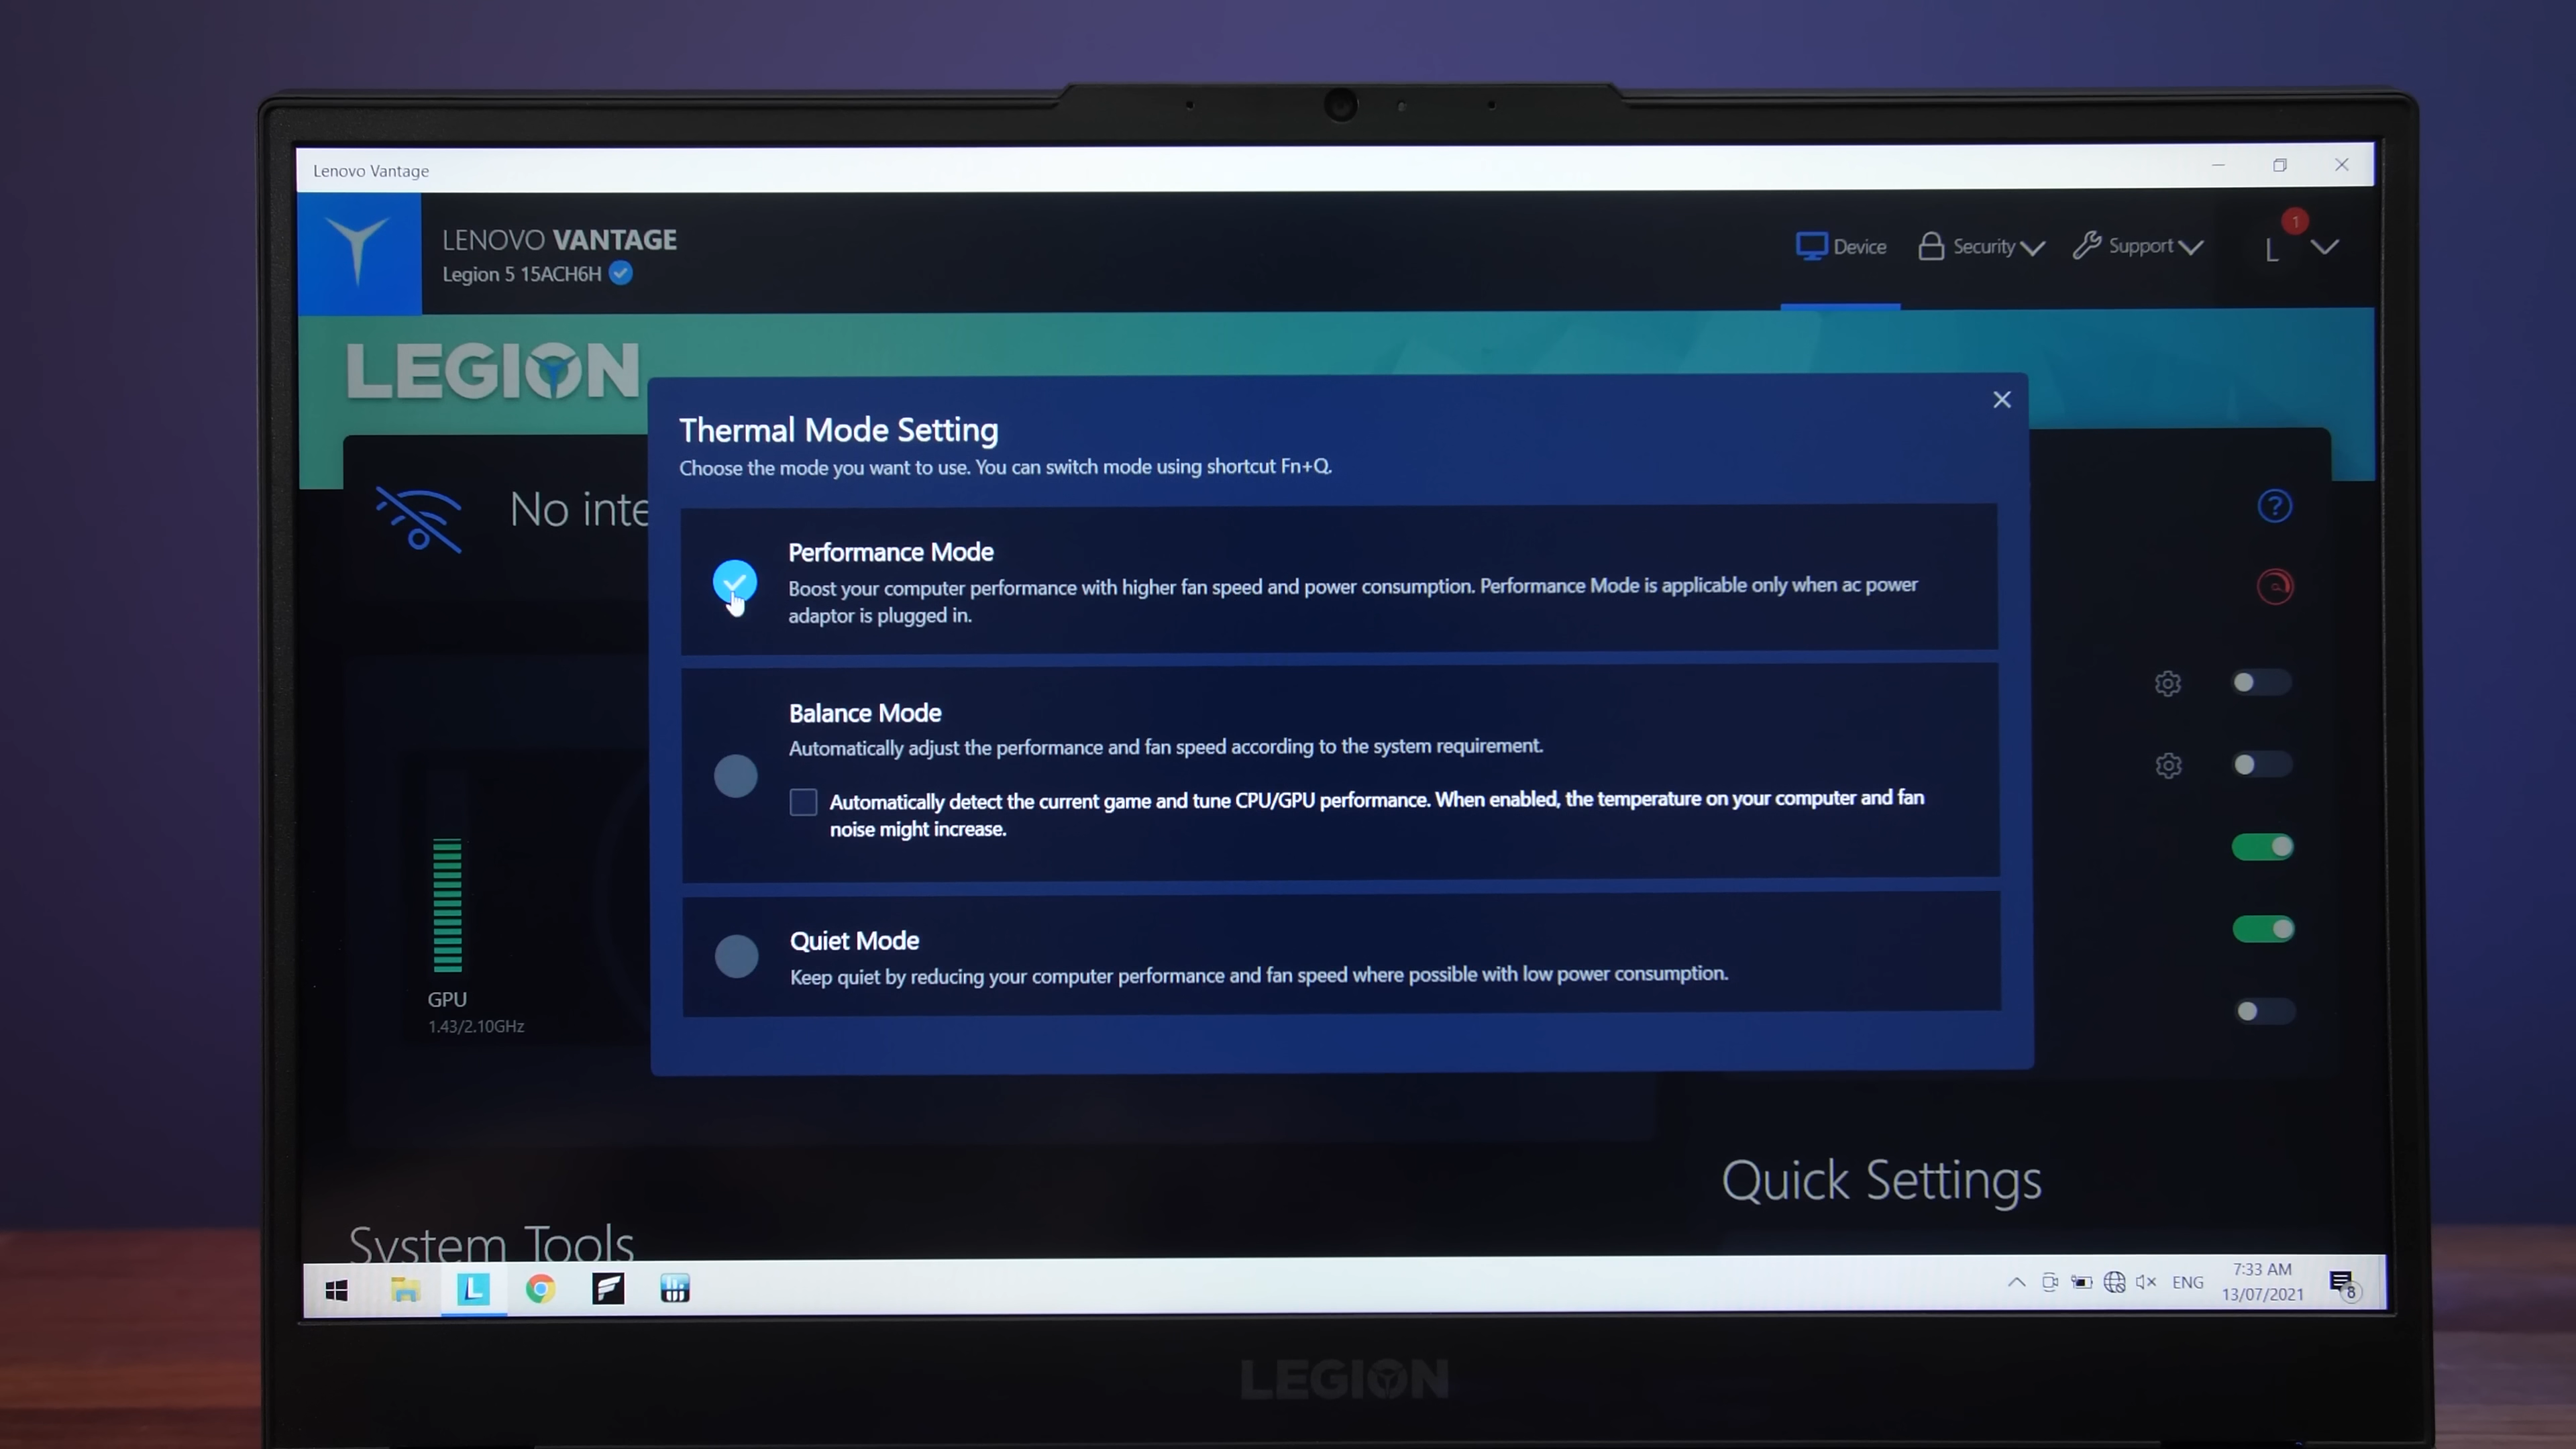 Lenovo Vantage
LENOVO VANTAGE
Legion 5 15ACH6H
Device
Security
Support
L
1
LEGION
No inte
Thermal Mode Setting
Choose the mode you want to use. You can switch mode using shortcut Fn+Q.
Performance Mode
Boost your computer performance with higher fan speed and power consumption. Performance Mode is applicable only when ac power
adaptor is plugged in.
Balance Mode
Automatically adjust the performance and fan speed according to the system requirement.
Automatically detect the current game and tune CPU/GPU performance. When enabled, the temperature on your computer and fan
noise might increase.
Quiet Mode
Keep quiet by reducing your computer performance and fan speed where possible with low power consumption.
GPU
1.43/2.10GHz
Quick Settings
System Tools
L
ENG
7:33 AM
13/07/2021
8
LEGION